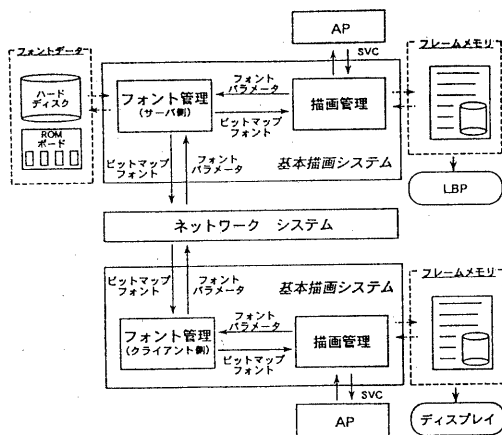 AP
SVC
フォントデータ
ハード
ディスク
ROM
ボード
フォント管理
(サーバ側)
フォント
パラメータ
ビットマップ
フォント
描画管理
フレームメモリ
LBP
ビットマップ
フォント
フォント
パラメータ
基本描画システム
ネットワーク システム
ビットマップ
フォント
フォント
パラメータ
基本描画システム
フォント管理
(クライアント側)
フォント
パラメータ
ビットマップ
フォント
描画管理
フレームメモリ
SVC
AP
ディスプレイ